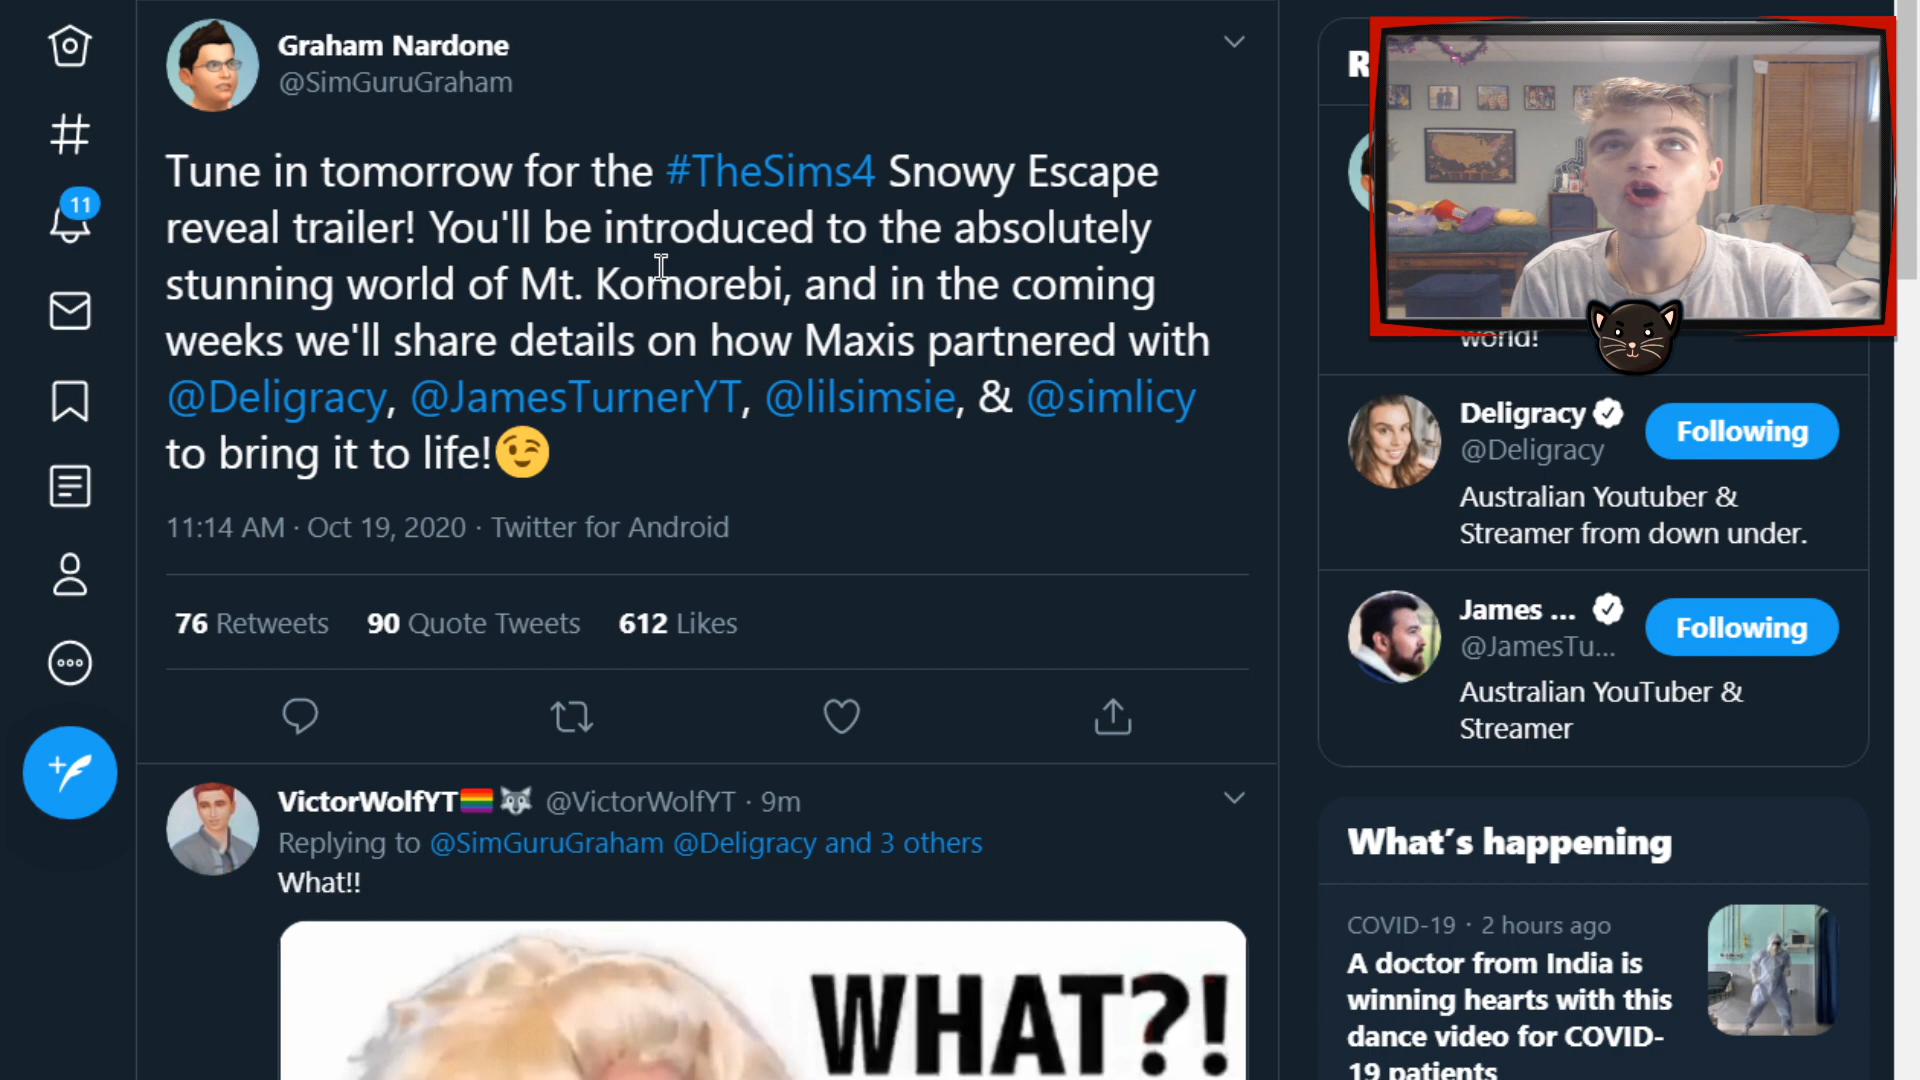 Graham Nardone
@SimGuruGraham
Tune in tomorrow for the #TheSims4 Snowy Escape
reveal trailer! You'll be introduced to the absolutely
stunning world of Mt. Komorebi, and in the coming
weeks we'll share details on how Maxis partnered with
@Deligracy, @JamesTurnerYT, @lilsimsie, & @simlicy
to bring it to life!😉
11:14 AM · Oct 19, 2020 · Twitter for Android
76 Retweets 90 Quote Tweets 612 Likes
VictorWolfYT🏳️‍🌈🐺 @VictorWolfYT · 9m
Replying to @SimGuruGraham @Deligracy and 3 others
What!!
WHAT?!
11
R
world!
Deligracy
@Deligracy
Following
Australian Youtuber &
Streamer from down under.
James ...
@JamesTu...
Following
Australian YouTuber &
Streamer
What's happening
COVID-19 · 2 hours ago
A doctor from India is
winning hearts with this
dance video for COVID-
19 patients